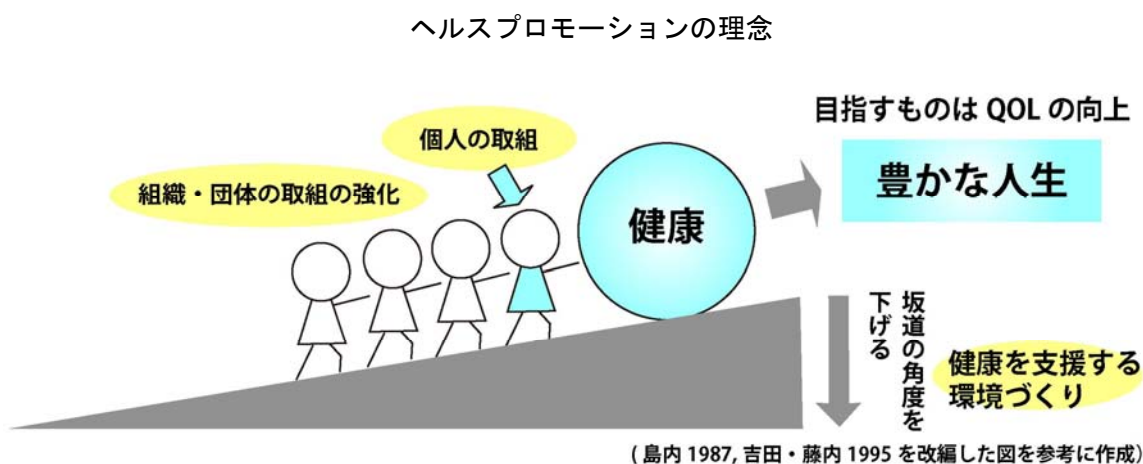 ヘルスプロモーションの理念
目指すものは QOL の向上
豊かな人生
個人の取組
組織・団体の取組の強化
健康
坂道の角度を
下げる
健康を支援する
環境づくり
( 島内 1987, 吉田・藤内 1995 を改編した図を参考に作成)